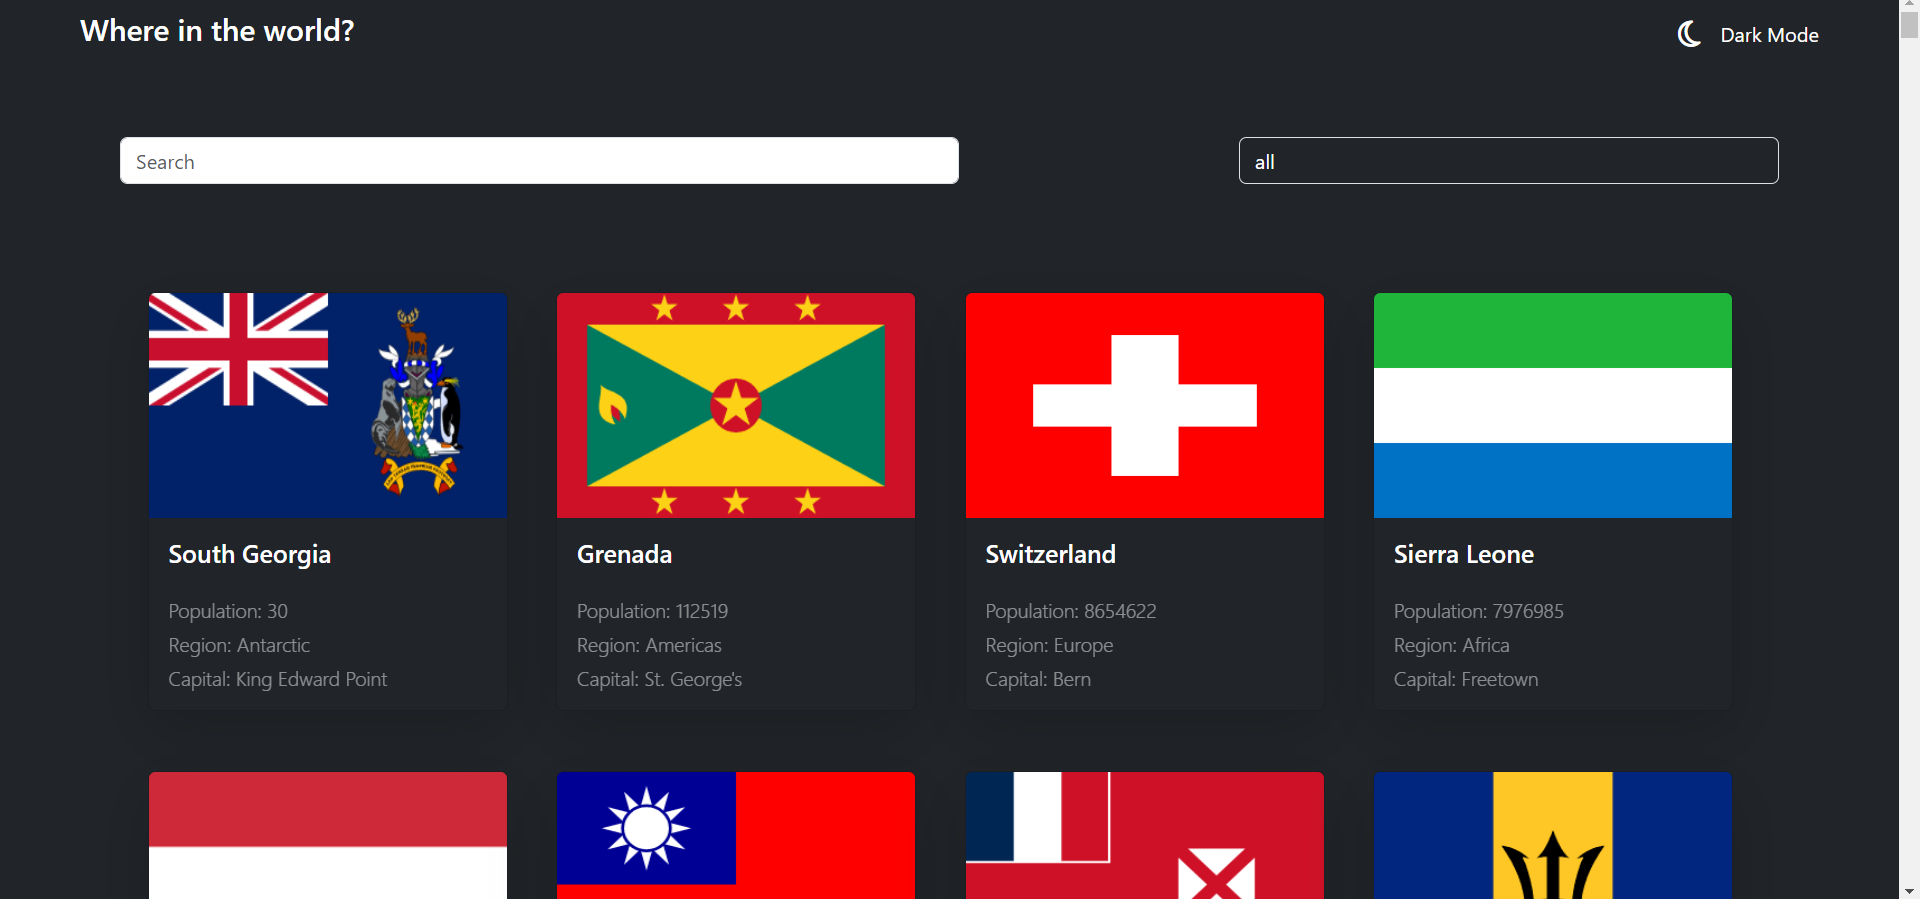 Where in the world?
Dark Mode
Search
all
South Georgia
Population: 30
Region: Antarctic
Capital: King Edward Point
Grenada
Population: 112519
Region: Americas
Capital: St. George's
Switzerland
Population: 8654622
Region: Europe
Capital: Bern
Sierra Leone
Population: 7976985
Region: Africa
Capital: Freetown